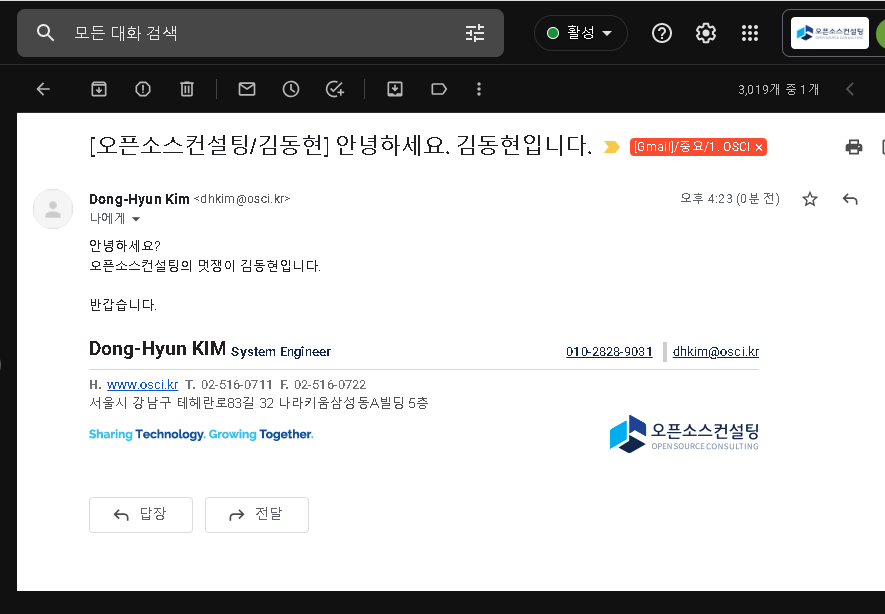 모든 대화 검색
활성
오픈소스컨설팅
OPEN SOURCE CONSULTING
3,019개 중 1개
[오픈소스컨설팅/김동현] 안녕하세요. 김동현입니다.
[Gmail]/중요/1. OSCI ×
Dong-Hyun Kim <dhkim@osci.kr>
오후 4:23 (0분 전)
나에게
안녕하세요?
오픈소스컨설팅의 멋쟁이 김동현입니다.
반갑습니다.
Dong-Hyun KIM System Engineer
010-2828-9031 dhkim@osci.kr
H. www.osci.kr T. 02-516-0711 F. 02-516-0722
서울시 강남구 테헤란로83길 32 나라키움삼성동A빌딩 5층
Sharing Technology. Growing Together.
오픈소스컨설팅
OPEN SOURCE CONSULTING
답장
전달